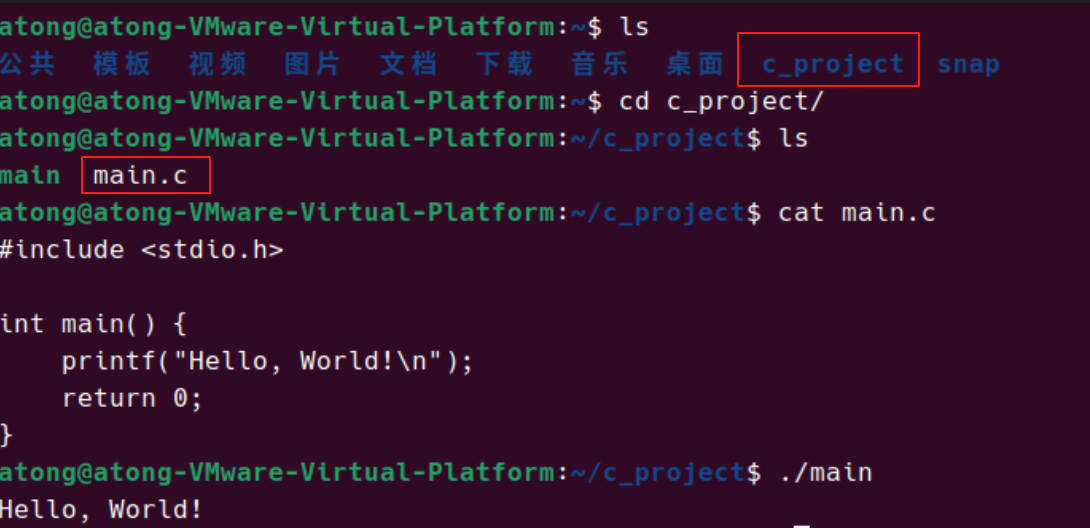 atong@atong-VMware-Virtual-Platform:~$ ls
公共 模板 视频 图片 文档 下载 音乐 桌面 c_project snap
atong@atong-VMware-Virtual-Platform:~$ cd c_project/
atong@atong-VMware-Virtual-Platform:~/c_project$ ls
main main.c
atong@atong-VMware-Virtual-Platform:~/c_project$ cat main.c
#include <stdio.h>
int main() {
    printf("Hello, World!\n");
    return 0;
}
atong@atong-VMware-Virtual-Platform:~/c_project$ ./main
Hello, World!